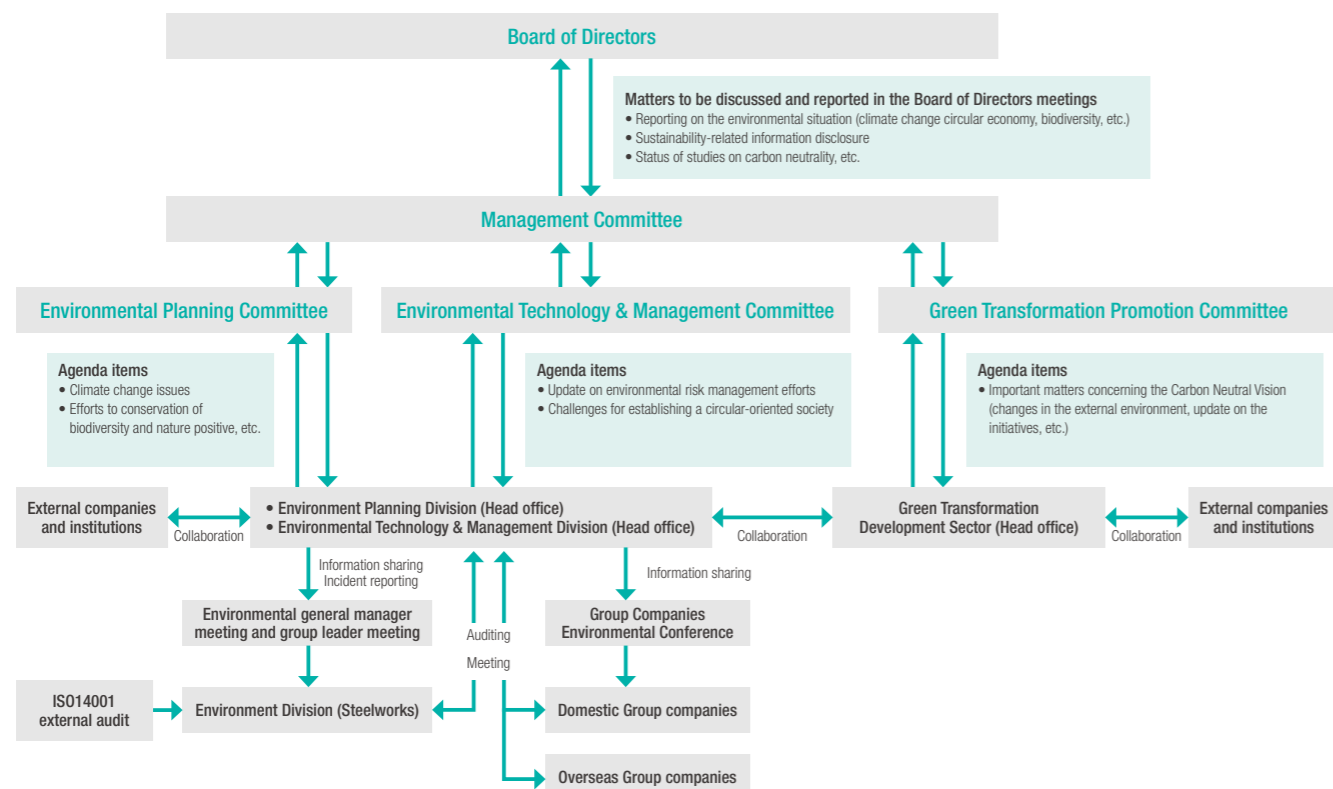 Board of Directors
Matters to be discussed and reported in the Board of Directors meetings
• Reporting on the environmental situation (climate change circular economy, biodiversity, etc.)
• Sustainability-related information disclosure
• Status of studies on carbon neutrality, etc.
Management Committee
Environmental Planning Committee
Environmental Technology & Management Committee
Green Transformation Promotion Committee
Agenda items
• Climate change issues
• Efforts to conservation of
biodiversity and nature positive, etc.
Agenda items
• Update on environmental risk management efforts
• Challenges for establishing a circular-oriented society
Agenda items
• Important matters concerning the Carbon Neutral Vision
(changes in the external environment, update on the
initiatives, etc.)
External companies
and institutions
Collaboration
• Environment Planning Division (Head office)
• Environmental Technology & Management Division (Head office)
Collaboration
Green Transformation
Development Sector (Head office)
Collaboration
External companies
and institutions
Information sharing
Incident reporting
Information sharing
Environmental general manager
meeting and group leader meeting
Auditing
Meeting
Group Companies
Environmental Conference
ISO14001
external audit
Environment Division (Steelworks)
Domestic Group companies
Overseas Group companies